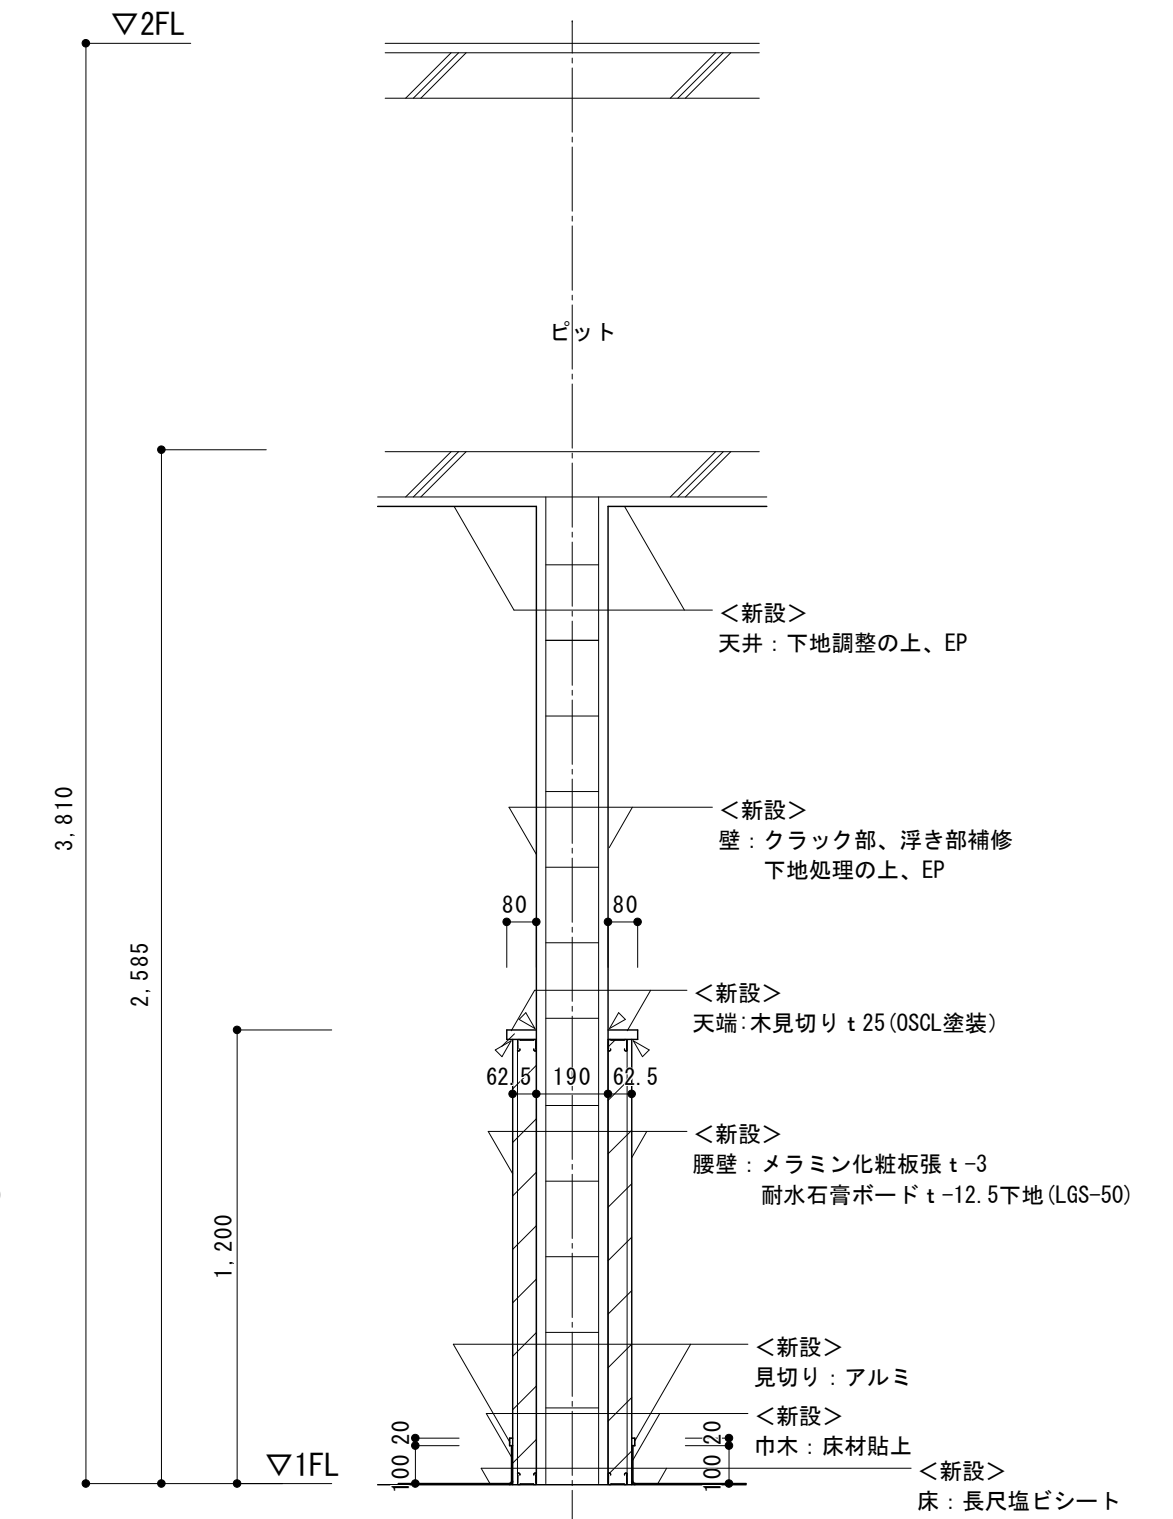 ▽2FL
ピット
<新設>
天井：下地調整の上、EP
3,810
<新設>
壁：クラック部、浮き部補修
下地処理の上、EP
80
80
2,585
<新設>
天端:木見切りｔ25(OSCL塗装)
62.5
190
62.5
<新設>
腰壁：メラミン化粧板張ｔ-3
耐水石膏ボードｔ-12.5下地(LGS-50)
1,200
<新設>
見切り：アルミ
<新設>
巾木：床材貼上
20
20
100
100
▽1FL
<新設>
床：長尺塩ビシート